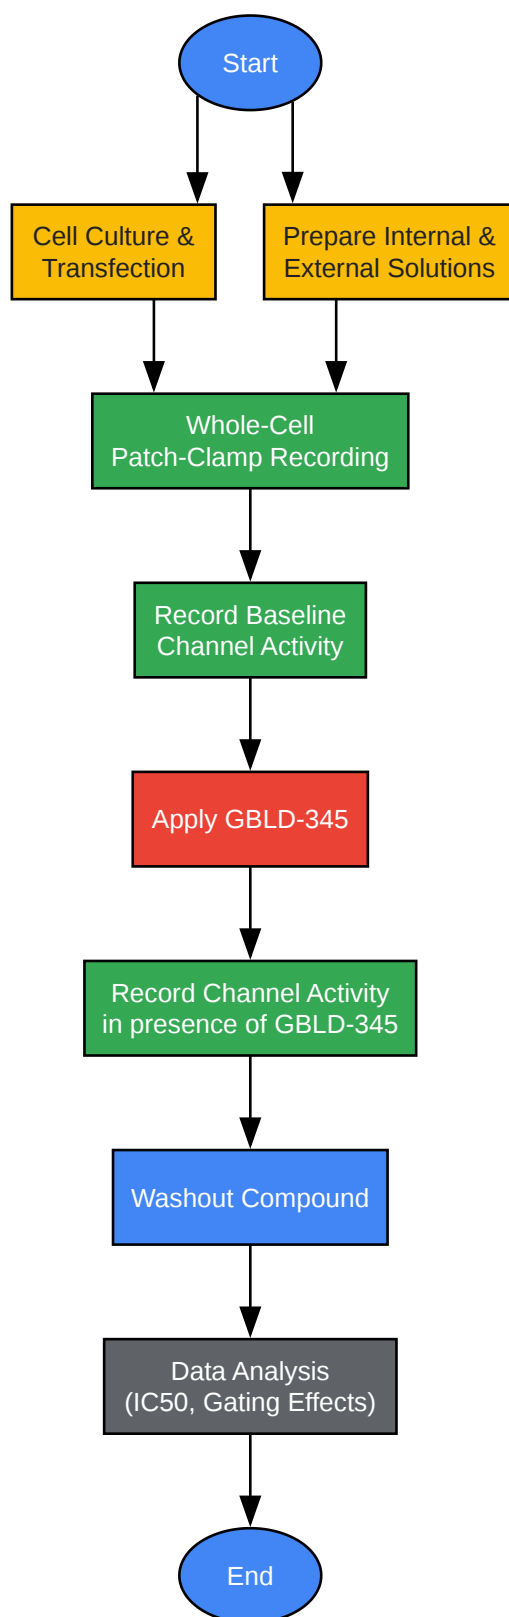 Start
Cell Culture &
Transfection
Prepare Internal &
External Solutions
Whole-Cell
Patch-Clamp Recording
Record Baseline
Channel Activity
Apply GBLD-345
Record Channel Activity
in presence of GBLD-345
Washout Compound
Data Analysis
(IC50, Gating Effects)
End